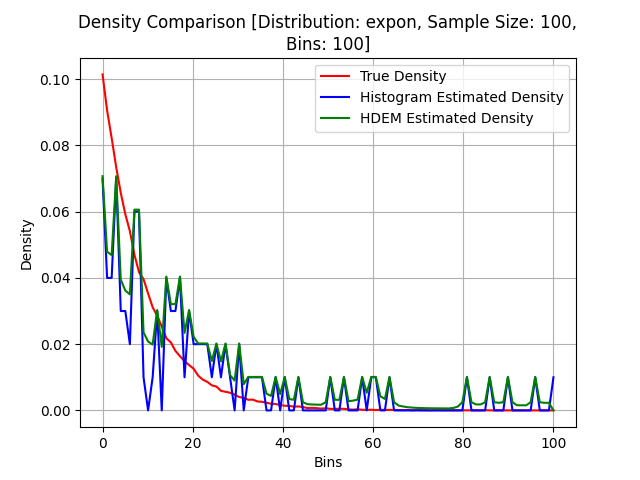 Density Comparison [Distribution: expon, Sample Size: 100,
Bins: 100]
True Density
Histogram Estimated Density
HDEM Estimated Density
Density
0.10
0.08
0.06
0.04
0.02
0.00
0 20 40 60 80 100
Bins